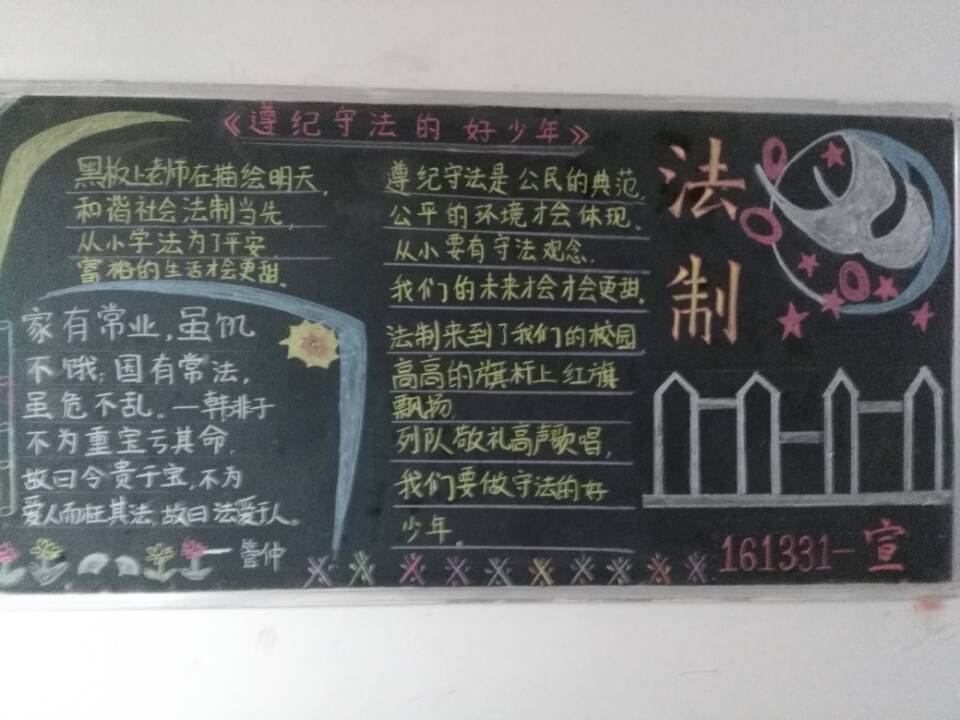 《遵纪守法的 好少年》
黑板上老师在描绘明天,
和谐社会法制当先,
从小学法为了平安
富裕的生活才会更甜.
家有常业,虽饥
不饿;国有常法,
虽危不乱。—韩非子
不为重宝亏其命.
故曰令贵于宝,不为
爱人而枉其法,故曰法爱于人。
—管仲
遵纪守法是公民的典范,
公平的环境才会体现.
从小要有守法观念.
我们的未来才会才会更甜.
法制来到了我们的校园
高高的旗杆上红旗
飘扬.
列队敬礼高声歌唱,
我们要做守法的好
少年。
法
制
161331-宣